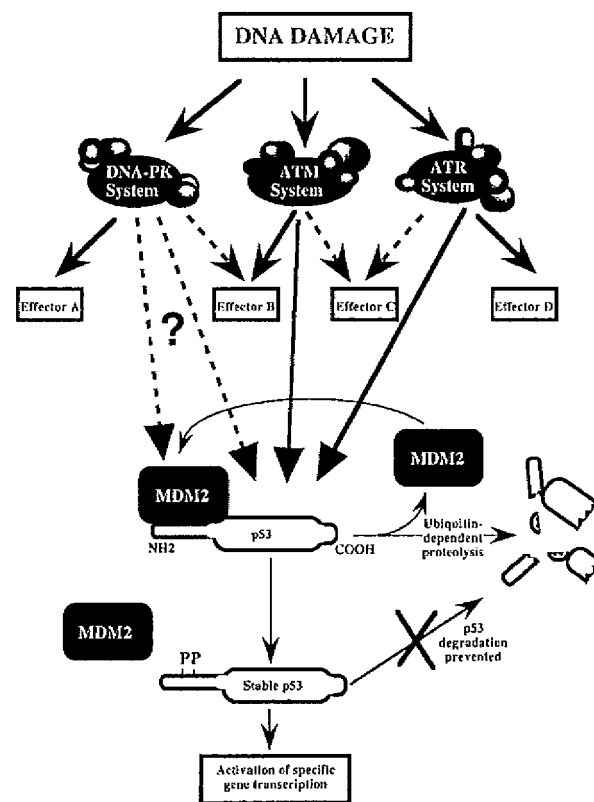 DNA DAMAGE
DNA-PK
System
ATM
System
ATR
System
Effector A
Effector B
Effector C
Effector D
?
MDM2
MDM2
NH2
p53
COOH
Ubiquitin-
dependent
proteolysis
MDM2
PP
Stable p53
p53
degradation
prevented
Activation of specific
gene transcription